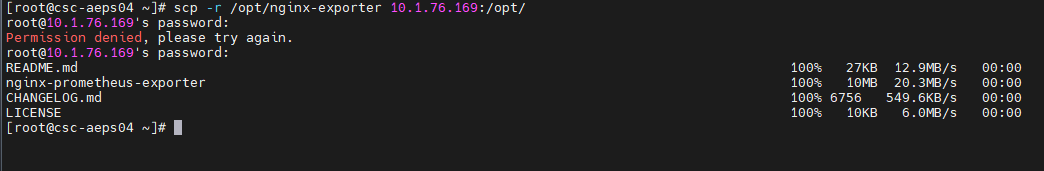 [root@csc-aeps04 ~]# scp -r /opt/nginx-exporter 10.1.76.169:/opt/
root@10.1.76.169's password:
Permission denied, please try again.
root@10.1.76.169's password:
README.md 100% 27KB 12.9MB/s 00:00
nginx-prometheus-exporter 100% 10MB 20.3MB/s 00:00
CHANGELOG.md 100% 6756 549.6KB/s 00:00
LICENSE 100% 10KB 6.0MB/s 00:00
[root@csc-aeps04 ~]#